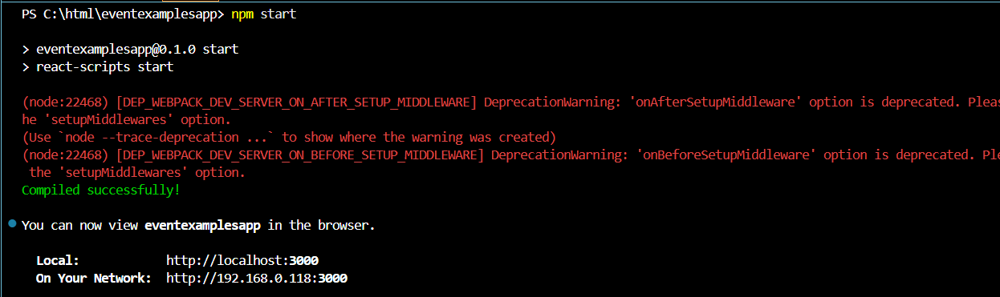 PS C:\html\eventexamplesapp> npm start
> eventexamplesapp@0.1.0 start
> react-scripts start
(node:22468) [DEP_WEBPACK_DEV_SERVER_ON_AFTER_SETUP_MIDDLEWARE] DeprecationWarning: 'onAfterSetupMiddleware' option is deprecated. Pleas
he 'setupMiddlewares' option.
(Use `node --trace-deprecation ...` to show where the warning was created)
(node:22468) [DEP_WEBPACK_DEV_SERVER_ON_BEFORE_SETUP_MIDDLEWARE] DeprecationWarning: 'onBeforeSetupMiddleware' option is deprecated. Ple
the 'setupMiddlewares' option.
Compiled successfully!
You can now view eventexamplesapp in the browser.
Local: http://localhost:3000
On Your Network: http://192.168.0.118:3000